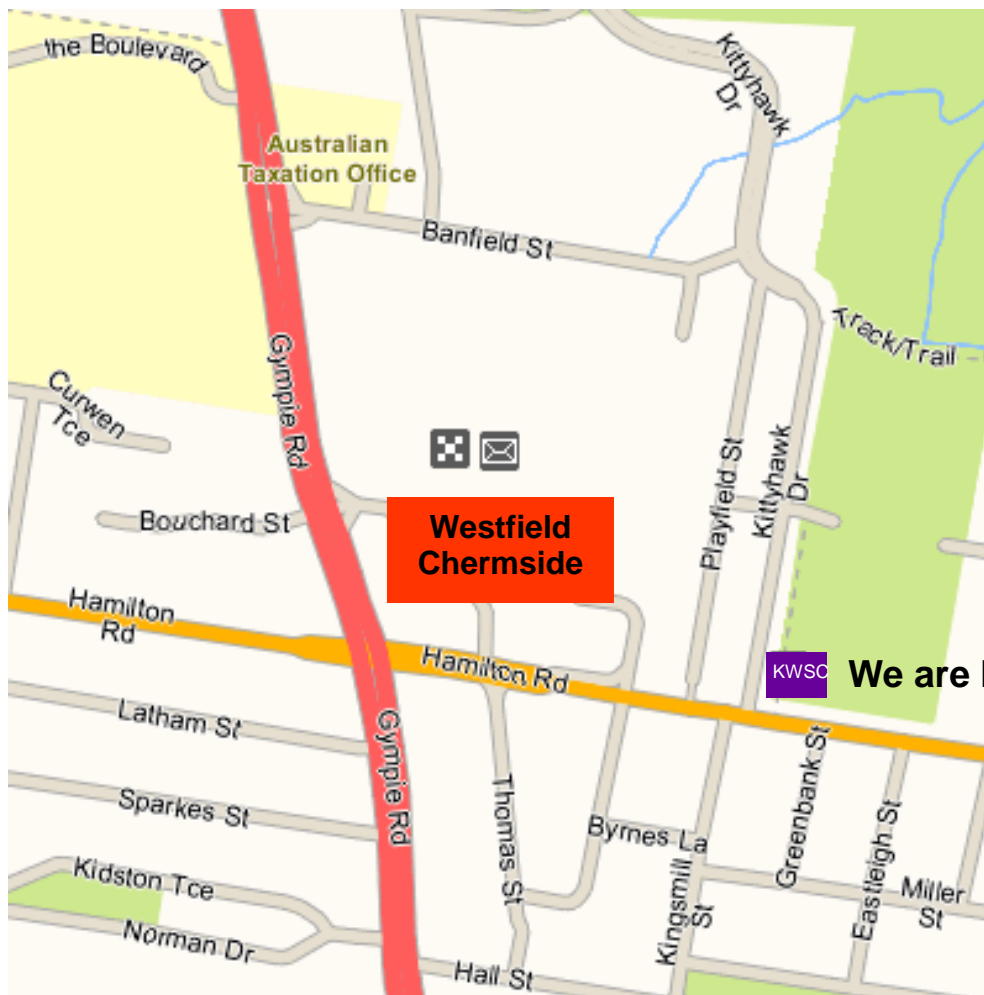 the Boulevard
Kittyhawk
Dr
Australian
Taxation Office
Banfield St
Track/Trail
Gympie Rd
Curwen
Tce
Playfield St
Kittyhawk
Dr
Bouchard St
Westfield
Chermside
Hamilton
Rd
Hamilton Rd
KWSC
We are
Latham St
Gympie Rd
Sparkes St
Thomas St
Byrnes La
Greenbank St
Eastleigh St
Kidston Tce
Miller
St
Kingsmill
St
Norman Dr
Hall St